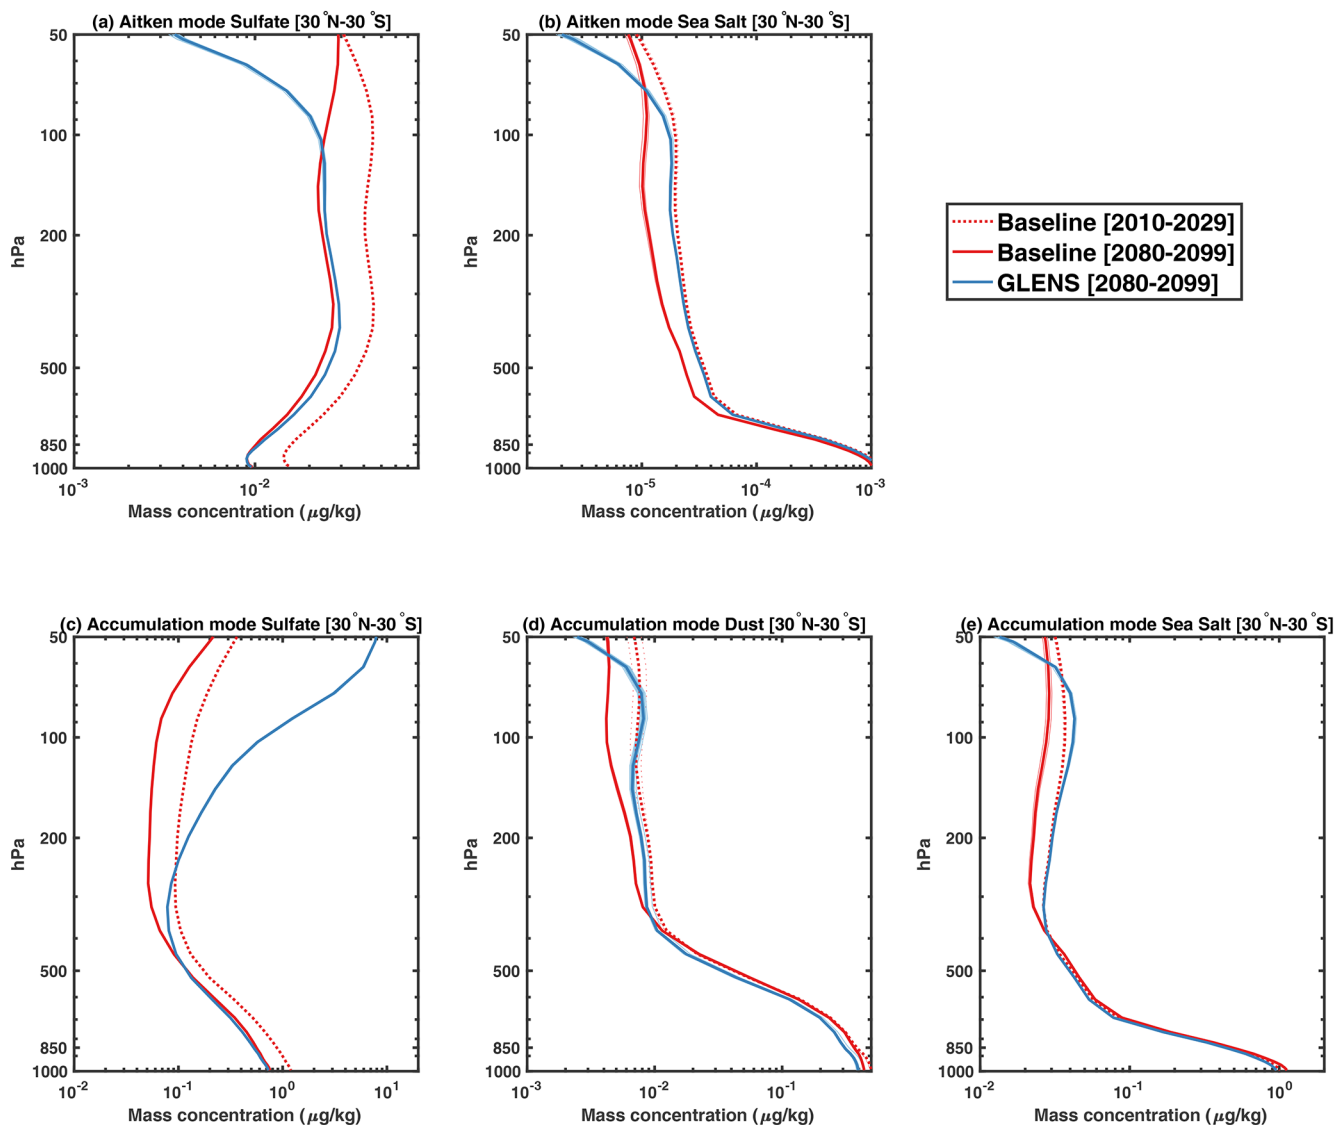 (a) Aitken mode Sulfate [30°N-30°S]
50
100
200
500
850
1000
hPa
10-3
10-2
Mass concentration (μg/kg)
(b) Aitken mode Sea Salt [30°N-30°S]
50
100
200
500
850
1000
hPa
10-5
10-4
10-3
Mass concentration (μg/kg)
Baseline [2010-2029]
Baseline [2080-2099]
GLENS [2080-2099]
(c) Accumulation mode Sulfate [30°N-30°S]
50
100
200
500
850
1000
hPa
10-2
10-1
100
101
Mass concentration (μg/kg)
(d) Accumulation mode Dust [30°N-30°S]
50
100
200
500
850
1000
hPa
10-3
10-2
10-1
Mass concentration (μg/kg)
(e) Accumulation mode Sea Salt [30°N-30°S]
50
100
200
500
850
1000
hPa
10-2
10-1
100
Mass concentration (μg/kg)